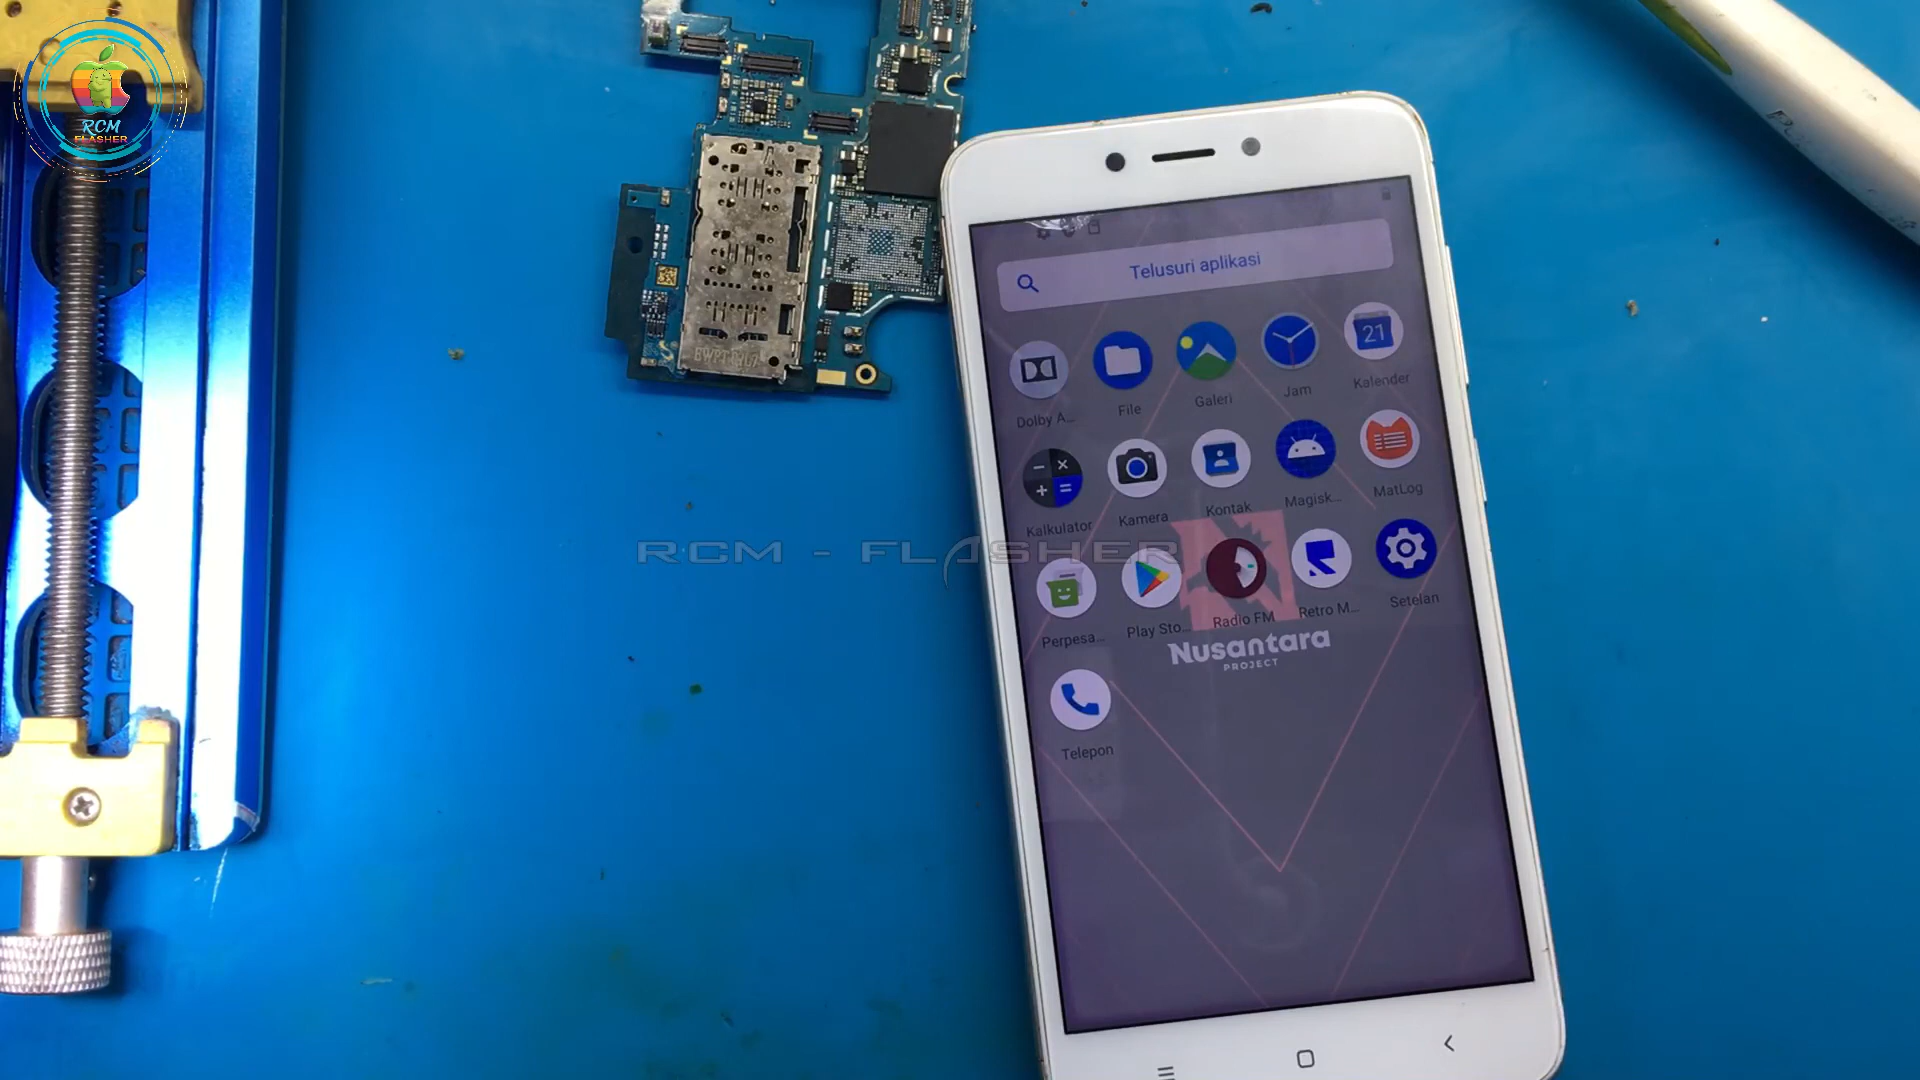 RCM
FLASHER
EWPT
Telusuri aplikasi
21
Dolby A...
File
Galeri
Jam
Kalender
Kalkulator
Kamera
Kontak
Magisk...
MatLog
RCM - FLASHER
Perpesa...
Play Sto...
Radio FM
Retro M...
Setelan
Nusantara
PROJECT
Telepon